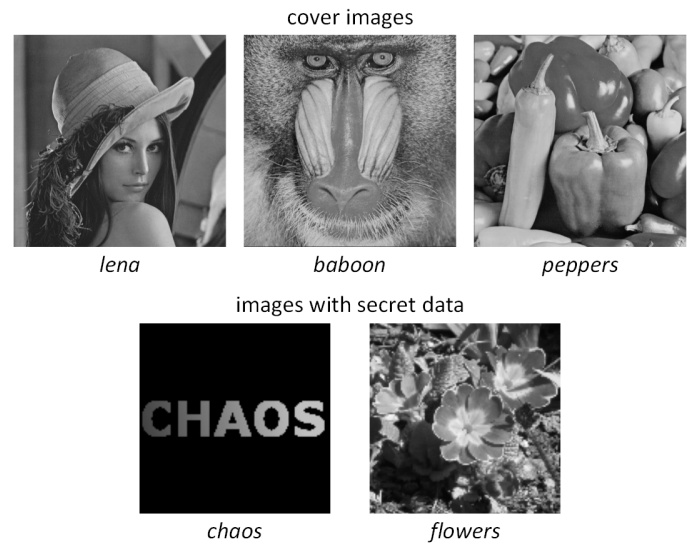 cover images
lena
baboon
peppers
images with secret data
CHAOS
chaos
flowers